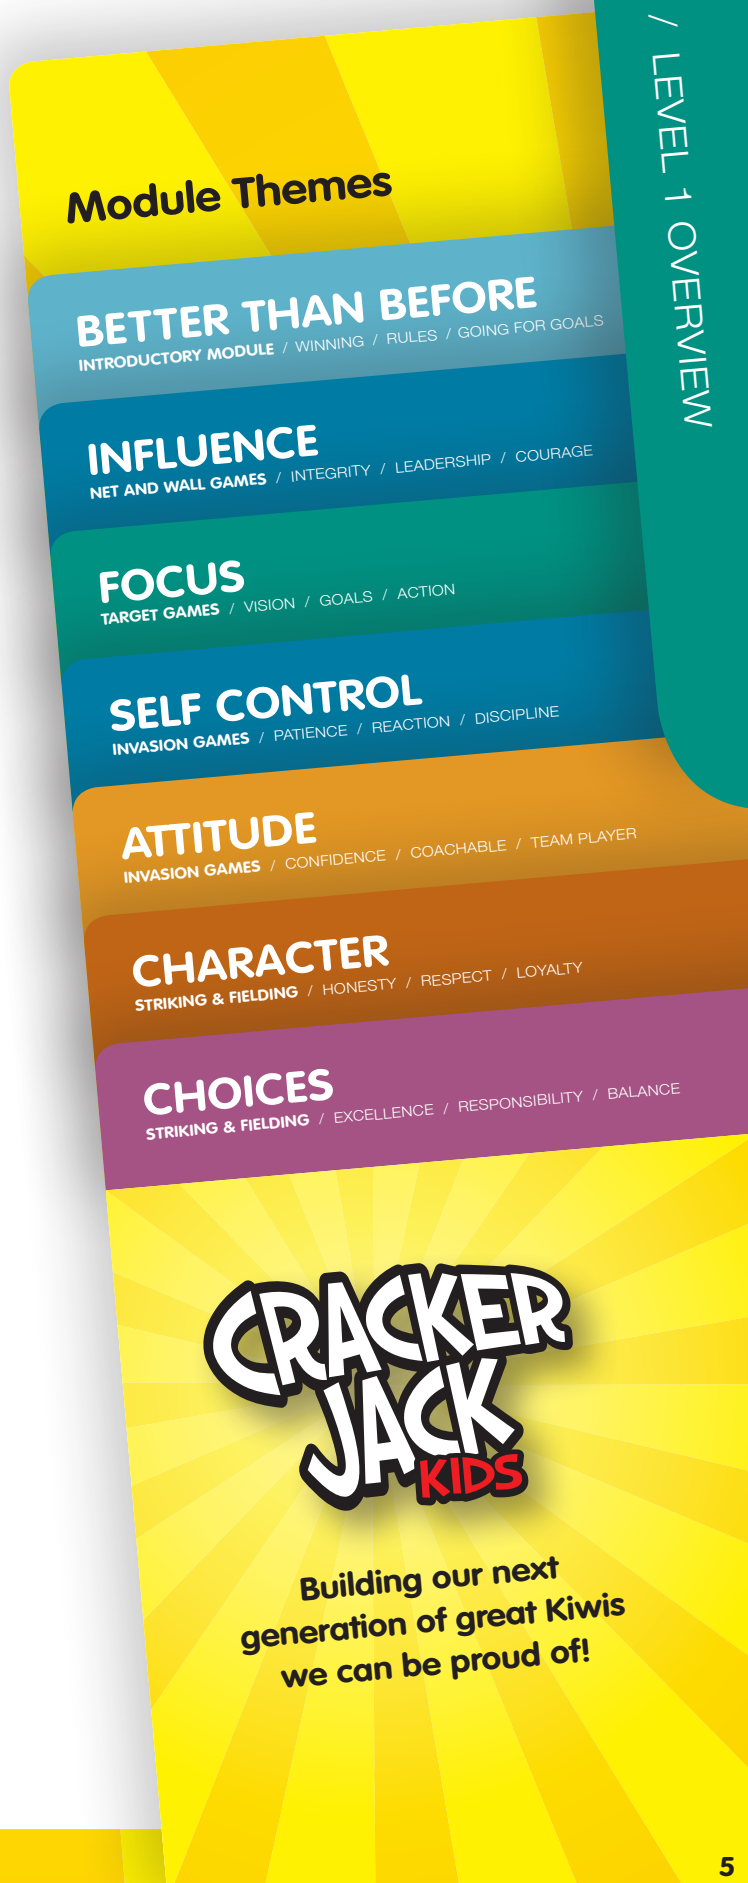 / LEVEL 1 OVERVIEW
Module Themes
BETTER THAN BEFORE
INTRODUCTORY MODULE / WINNING / RULES / GOING FOR GOALS
INFLUENCE
NET AND WALL GAMES / INTEGRITY / LEADERSHIP / COURAGE
FOCUS
TARGET GAMES / VISION / GOALS / ACTION
SELF CONTROL
INVASION GAMES / PATIENCE / REACTION / DISCIPLINE
ATTITUDE
INVASION GAMES / CONFIDENCE / COACHABLE / TEAM PLAYER
CHARACTER
STRIKING & FIELDING / HONESTY / RESPECT / LOYALTY
CHOICES
STRIKING & FIELDING / EXCELLENCE / RESPONSIBILITY / BALANCE
CRACKER
JACK
KIDS
Building our next
generation of great Kiwis
we can be proud of!
5